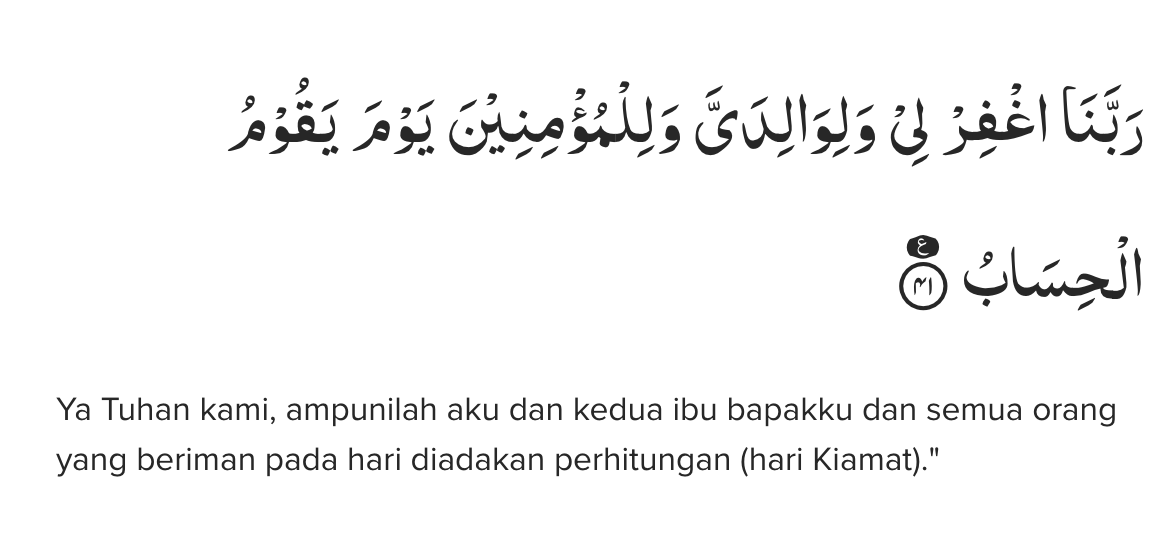 رَبَّنَا اغْفِرْ لِيْ وَلِوَالِدَيَّ وَلِلْمُؤْمِنِيْنَ يَوْمَ يَقُوْمُ
الْحِسَابُ ࣖ ٤١
Ya Tuhan kami, ampunilah aku dan kedua ibu bapakku dan semua orang
yang beriman pada hari diadakan perhitungan (hari Kiamat)."